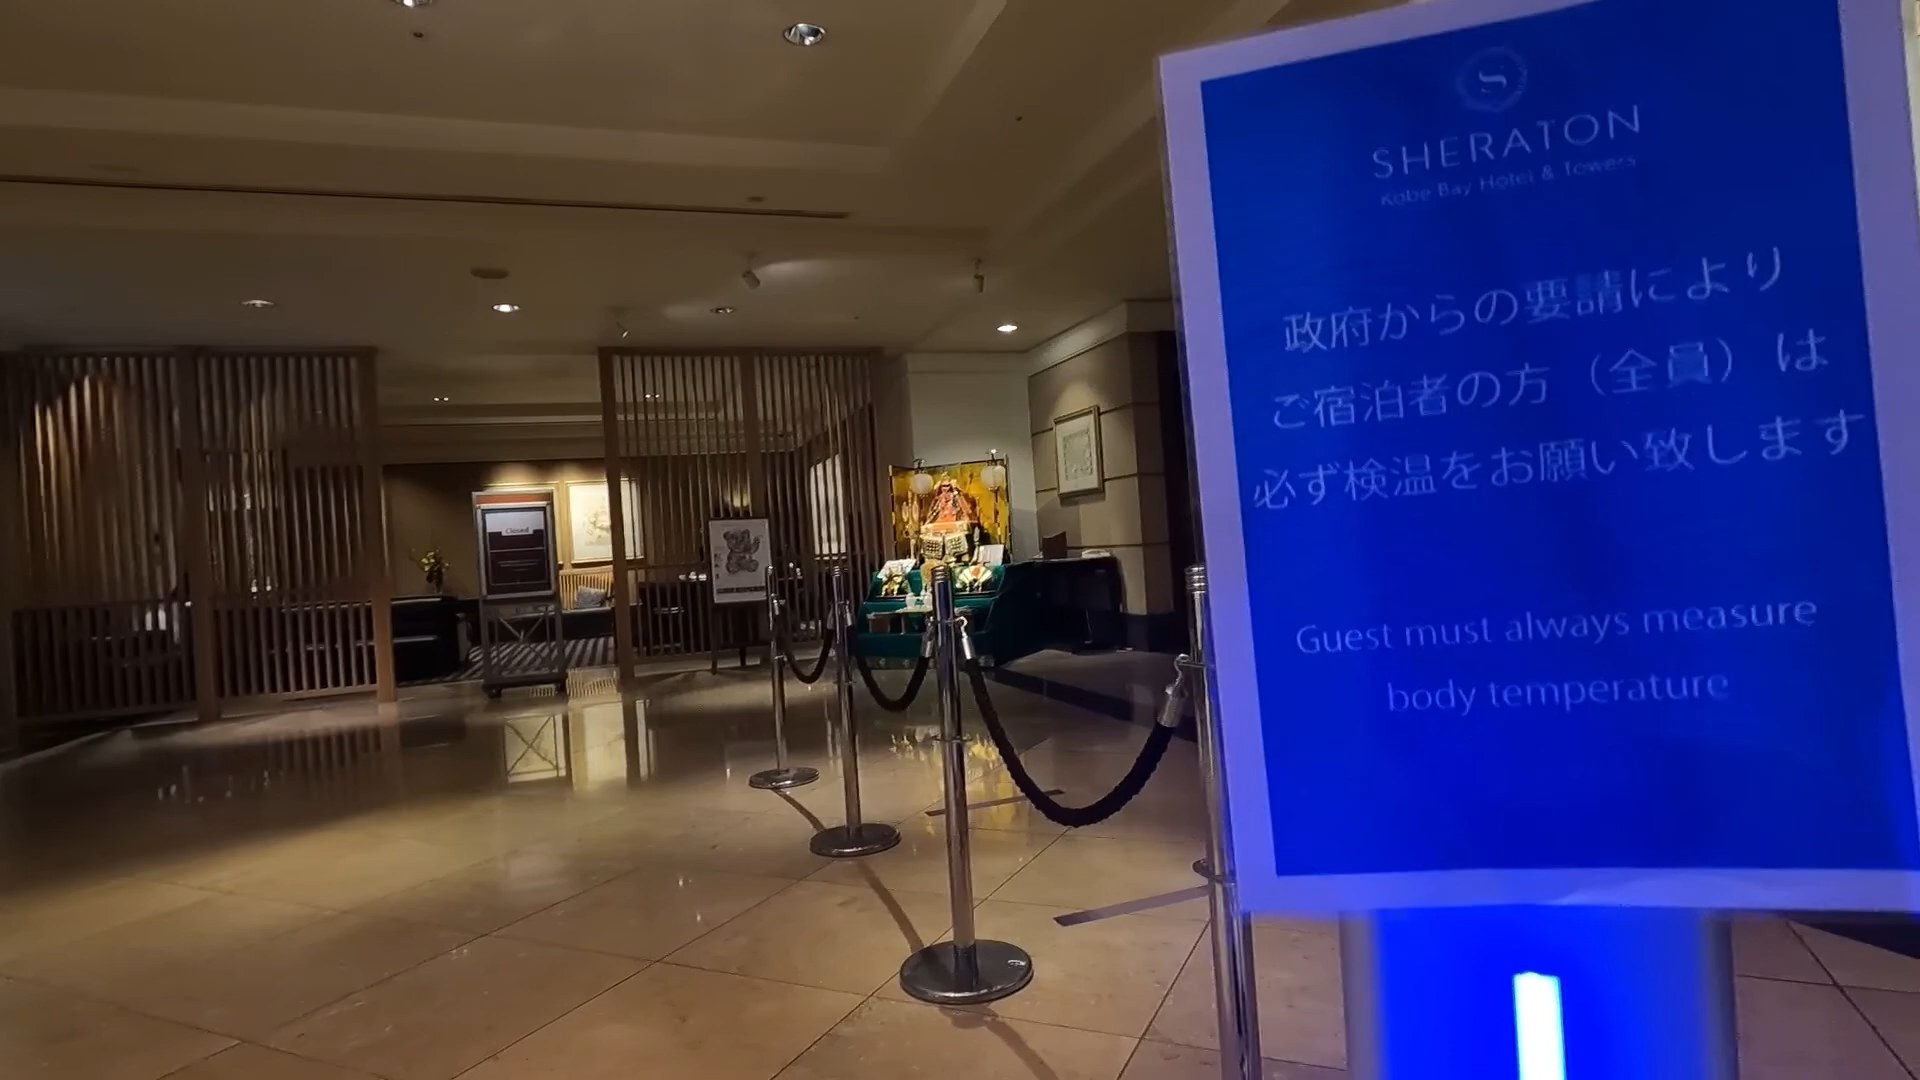 S
SHERATON
Kobe Bay Hotel & Towers
政府からの要請により
ご宿泊者の方（全員）は
必ず検温をお願い致します
Guest must always measure
body temperature
Closed